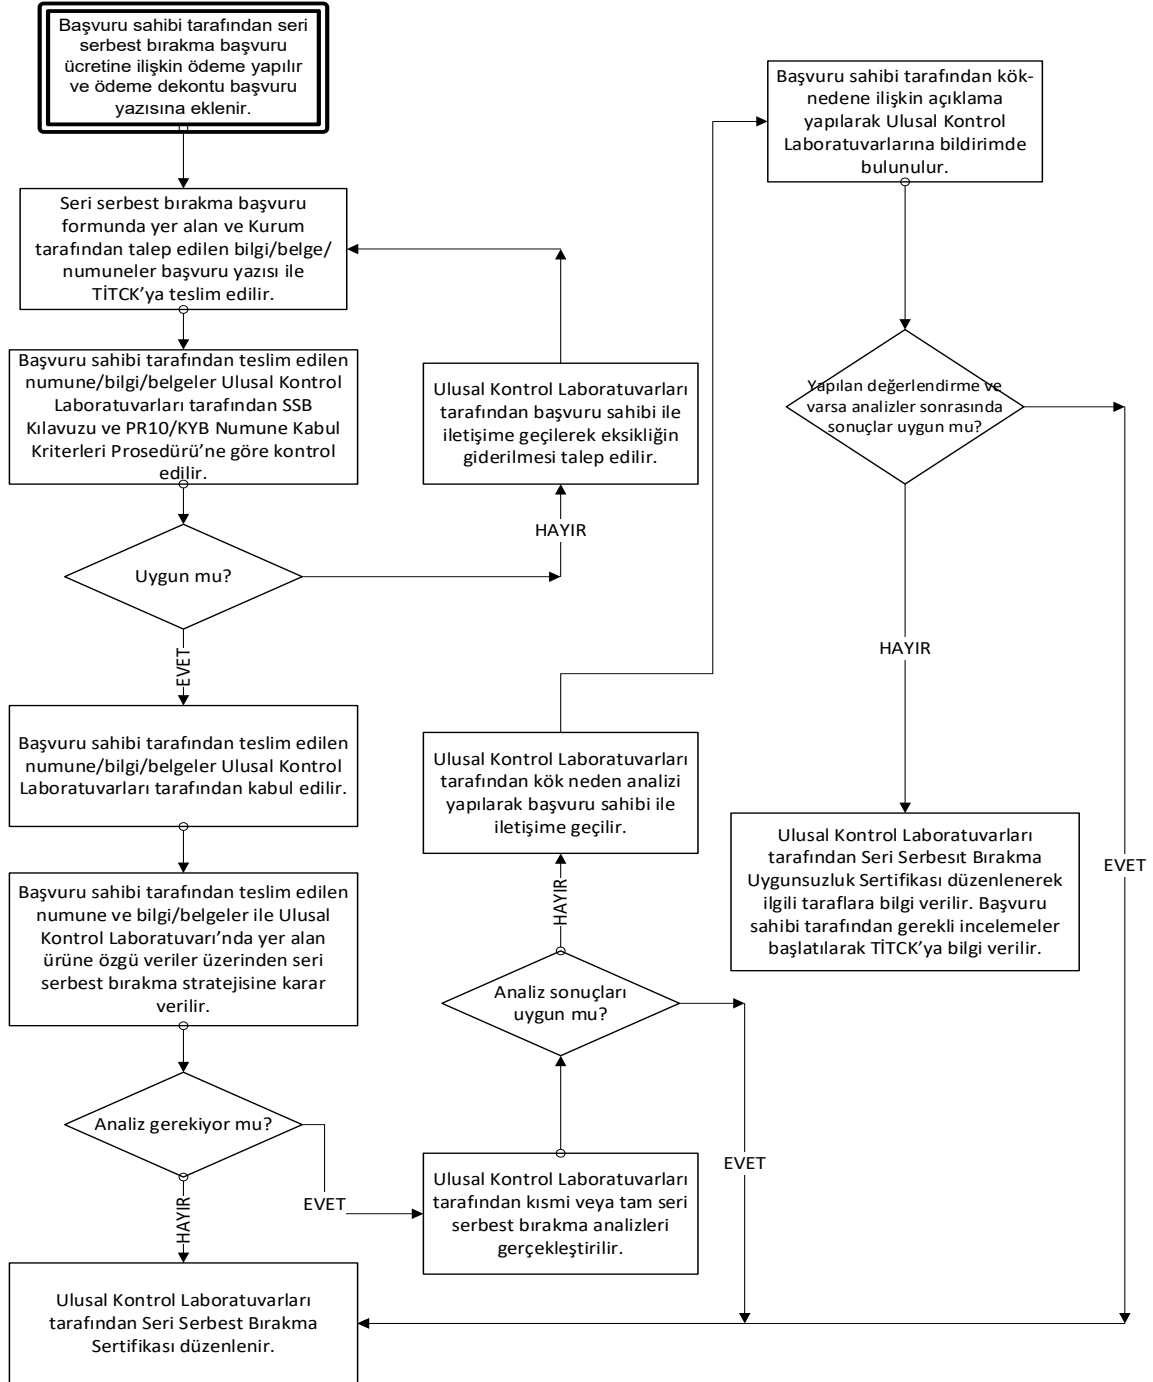 Başvuru sahibi tarafından seri
serbest bırakma başvuru
ücretine ilişkin ödeme yapılır
ve ödeme dekontu başvuru
yazısına eklenir.
Seri serbest bırakma başvuru
formunda yer alan ve Kurum
tarafından talep edilen bilgi/belge/
numuneler başvuru yazısı ile
TİTCK’ya teslim edilir.
Başvuru sahibi tarafından teslim edilen
numune/bilgi/belgeler Ulusal Kontrol
Laboratuvarları tarafından SSB
Kılavuzu ve PR10/KYB Numune Kabul
Kriterleri Prosedürü’ne göre kontrol
edilir.
Uygun mu?
HAYIR
Ulusal Kontrol Laboratuvarları
tarafından başvuru sahibi ile
iletişime geçilerek eksikliğin
giderilmesi talep edilir.
EVET
Başvuru sahibi tarafından teslim edilen
numune/bilgi/belgeler Ulusal Kontrol
Laboratuvarları tarafından kabul edilir.
Başvuru sahibi tarafından teslim edilen
numune ve bilgi/belgeler ile Ulusal
Kontrol Laboratuvarı’nda yer alan
ürüne özgü veriler üzerinden seri
serbest bırakma stratejisine karar
verilir.
Analiz gerekiyor mu?
HAYIR
EVET
Ulusal Kontrol Laboratuvarları
tarafından Seri Serbest Bırakma
Sertifikası düzenlenir.
Ulusal Kontrol Laboratuvarları
tarafından kısmi veya tam seri
serbest bırakma analizleri
gerçekleştirilir.
Analiz sonuçları
uygun mu?
EVET
HAYIR
Ulusal Kontrol Laboratuvarları
tarafından kök neden analizi
yapılarak başvuru sahibi ile
iletişime geçilir.
Başvuru sahibi tarafından kök-
nedene ilişkin açıklama
yapılarak Ulusal Kontrol
Laboratuvarlarına bildirimde
bulunulur.
Yapılan değerlendirme ve
varsa analizler sonrasında
sonuçlar uygun mu?
HAYIR
EVET
Ulusal Kontrol Laboratuvarları
tarafından Seri Serbesıt Bırakma
Uygunsuzluk Sertifikası düzenlenerek
ilgili taraflara bilgi verilir. Başvuru
sahibi tarafından gerekli incelemeler
başlatılarak TİTCK’ya bilgi verilir.